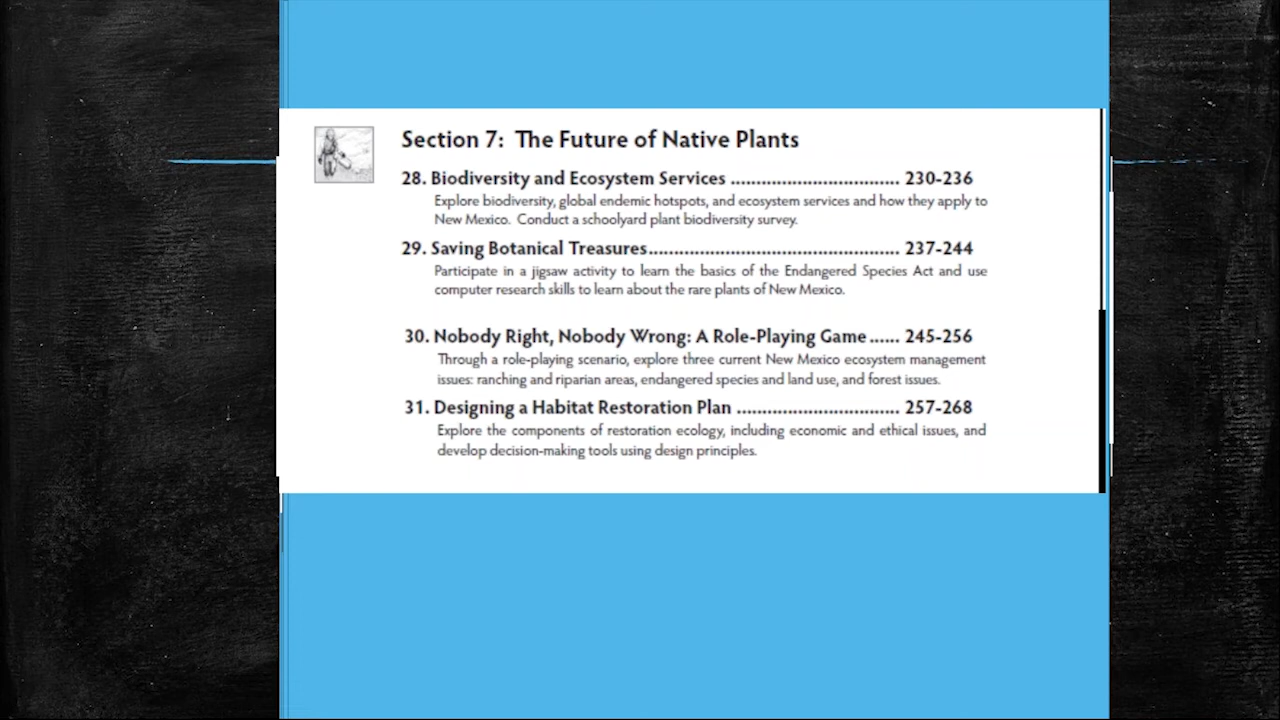 Section 7: The Future of Native Plants
28. Biodiversity and Ecosystem Services ................................. 230-236
Explore biodiversity, global endemic hotspots, and ecosystem services and how they apply to
New Mexico. Conduct a schoolyard plant biodiversity survey.
29. Saving Botanical Treasures................................................. 237-244
Participate in a jigsaw activity to learn the basics of the Endangered Species Act and use
computer research skills to learn about the rare plants of New Mexico.
30. Nobody Right, Nobody Wrong: A Role-Playing Game ...... 245-256
Through a role-playing scenario, explore three current New Mexico ecosystem management
issues: ranching and riparian areas, endangered species and land use, and forest issues.
31. Designing a Habitat Restoration Plan ................................ 257-268
Explore the components of restoration ecology, including economic and ethical issues, and
develop decision-making tools using design principles.